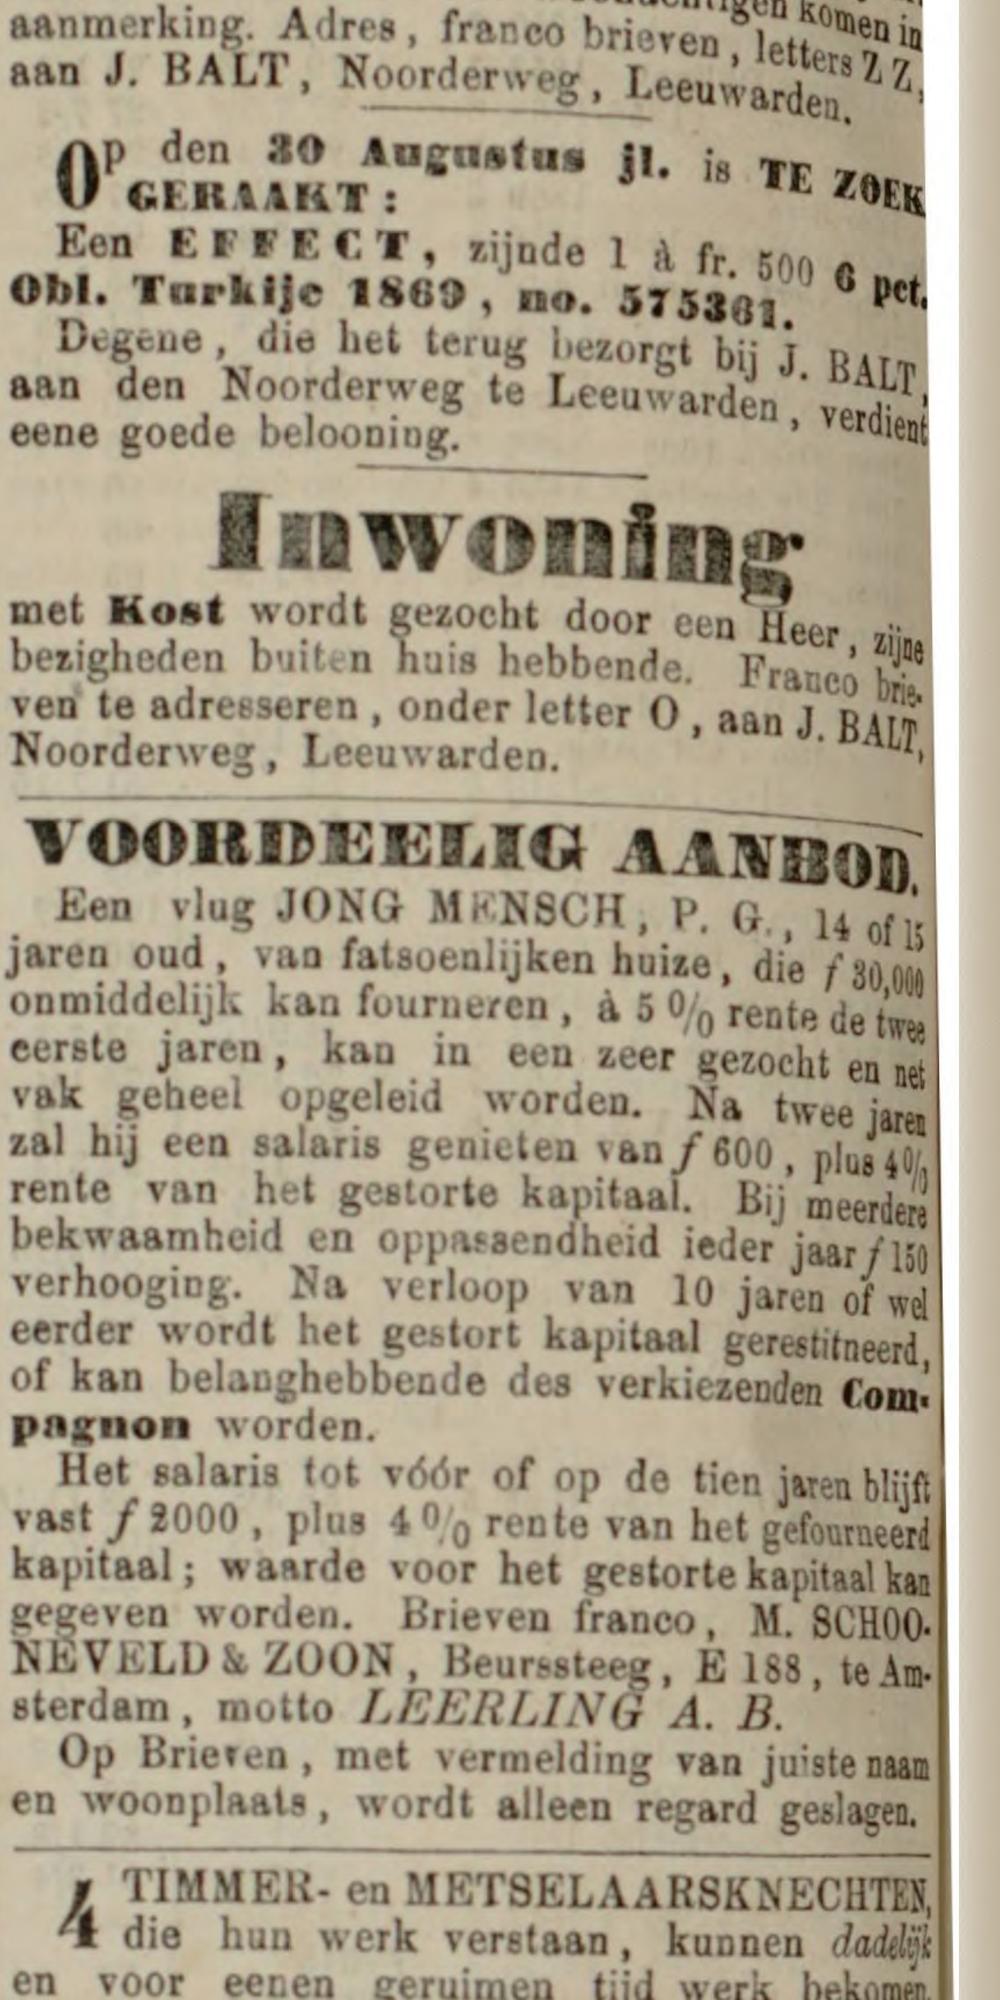 komen in
aanmerking. Adres, franco brieven, letters Z Z,
aan J. BALT, Noorderweg, Leeuwarden.
Op den 30 Augustus jl. is TE ZOEK
GERAAKT:
Een EFFECT, zijnde 1 à fr. 500 6 pct.
Obl. Turkije 1869, no. 575361.
Degene, die het terug bezorgt bij J. BALT,
aan den Noorderweg te Leeuwarden, verdient
eene goede belooning.
Inwoning
met Kost wordt gezocht door een Heer, zijne
bezigheden buiten huis hebbende. Franco brie-
ven te adresseren, onder letter O, aan J. BALT,
Noorderweg, Leeuwarden.
VOORDEELIG AANBOD.
Een vlug JONG MENSCH, P. G., 14 of 15
jaren oud, van fatsoenlijken huize, die f 30,000
onmiddelijk kan fourneren, à 5 % rente de twee
eerste jaren, kan in een zeer gezocht en net
vak geheel opgeleid worden. Na twee jaren
zal hij een salaris genieten van f 600, plus 4 %
rente van het gestorte kapitaal. Bij meerdere
bekwaamheid en oppassendheid ieder jaar f 150
verhooging. Na verloop van 10 jaren of wel
eerder wordt het gestort kapitaal gerestitneerd,
of kan belanghebbende des verkiezenden Com-
pagnon worden.
Het salaris tot vóór of op de tien jaren blijft
vast f 2000, plus 4 % rente van het gefourneerd
kapitaal; waarde voor het gestorte kapitaal kan
gegeven worden. Brieven franco, M. SCHOO-
NEVELD & ZOON, Beurssteeg, E 188, te Am-
sterdam, motto LEERLING A. B.
Op Brieven, met vermelding van juiste naam
en woonplaats, wordt alleen regard geslagen.
4 TIMMER- en METSELAARSKNECHTEN,
die hun werk verstaan, kunnen dadelijk
en voor eenen geruimen tijd werk bekomen,